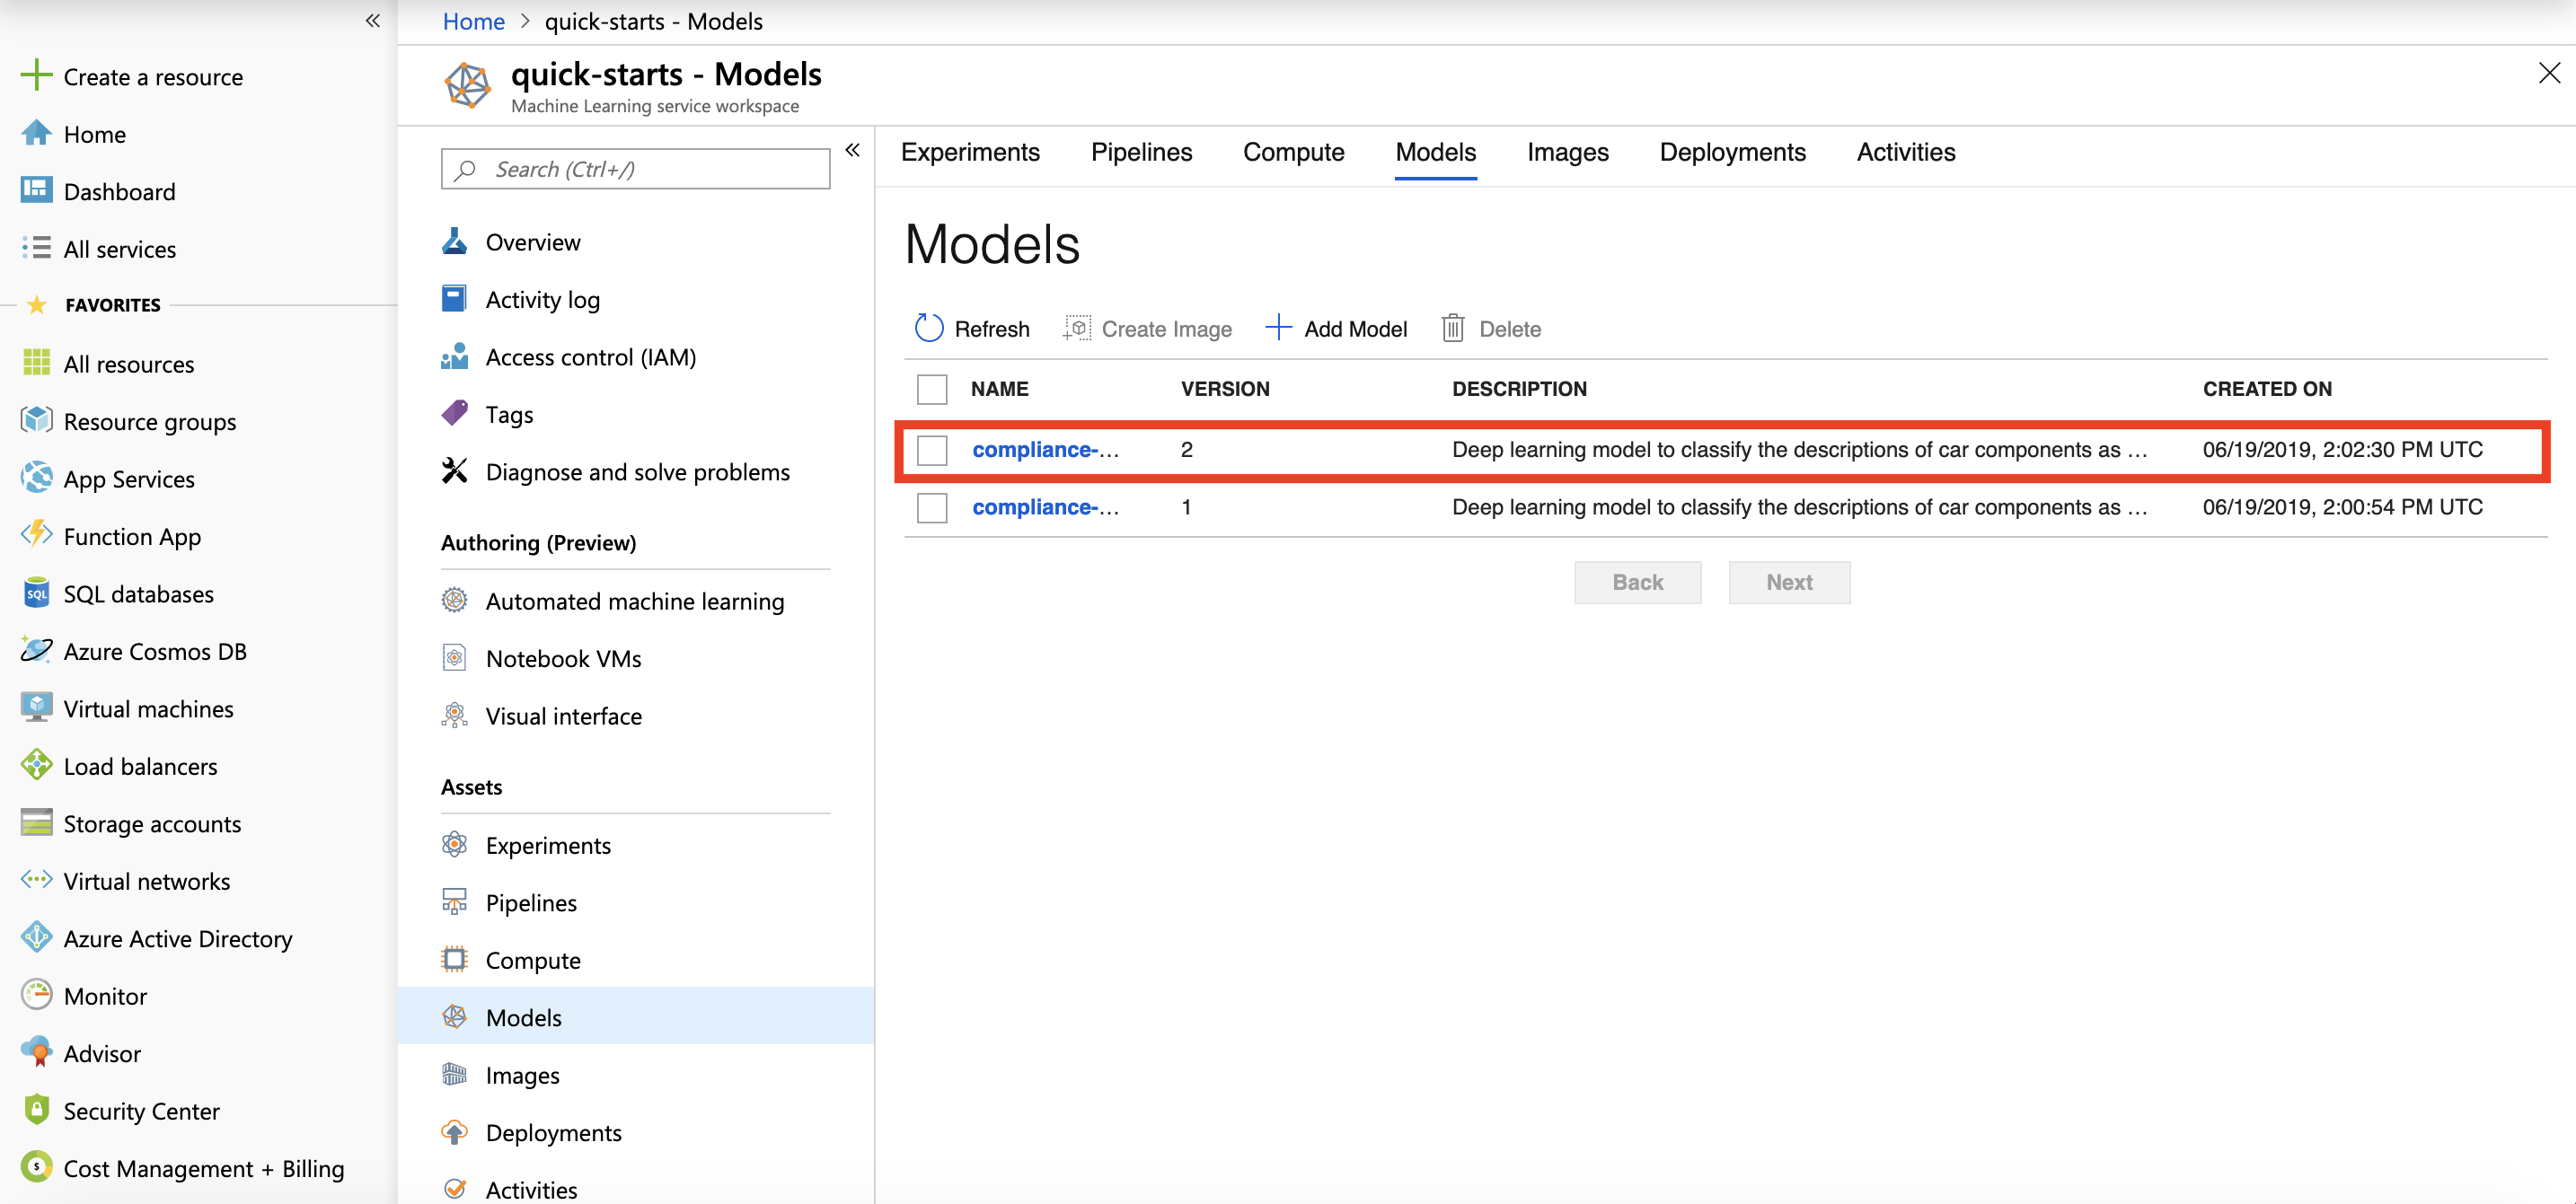 «
Create a resource
Home
Dashboard
All services
FAVORITES
All resources
Resource groups
App Services
Function App
SQL databases
Azure Cosmos DB
Virtual machines
Load balancers
Storage accounts
Virtual networks
Azure Active Directory
Monitor
Advisor
Security Center
Cost Management + Billing
Home > quick-starts - Models
quick-starts - Models
Machine Learning service workspace
Search (Ctrl+/)
«
Overview
Activity log
Access control (IAM)
Tags
Diagnose and solve problems
Authoring (Preview)
Automated machine learning
Notebook VMs
Visual interface
Assets
Experiments
Pipelines
Compute
Models
Images
Deployments
Activities
Experiments Pipelines Compute Models Images Deployments Activities
Models
Refresh Create Image Add Model Delete
NAME VERSION DESCRIPTION CREATED ON
compliance-... 2 Deep learning model to classify the descriptions of car components as ... 06/19/2019, 2:02:30 PM UTC
compliance-... 1 Deep learning model to classify the descriptions of car components as ... 06/19/2019, 2:00:54 PM UTC
Back Next